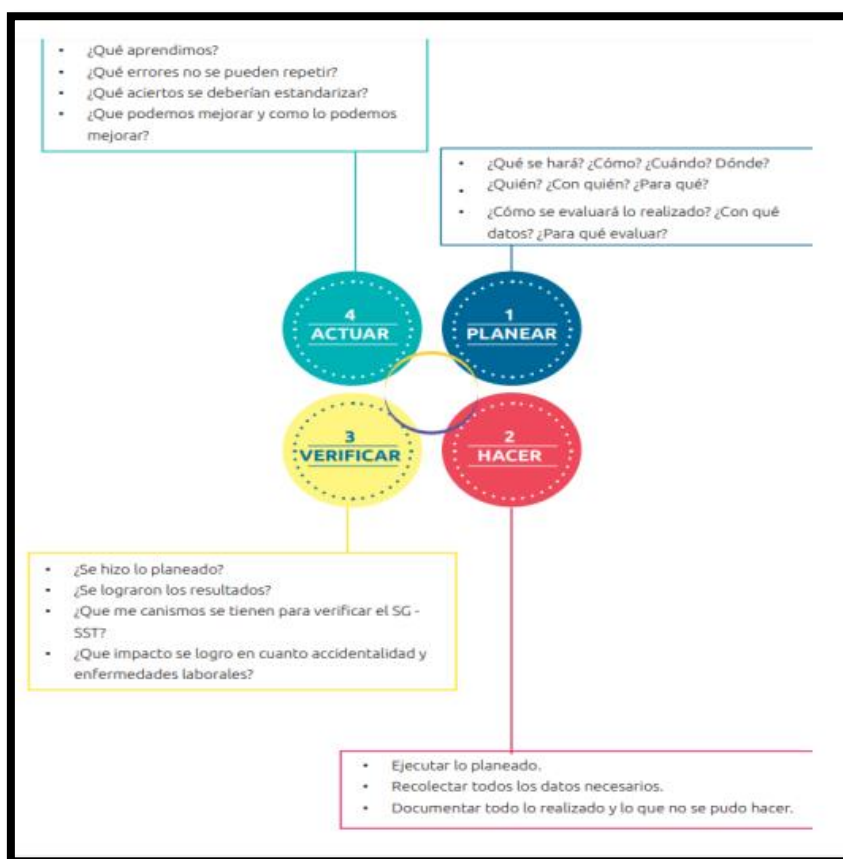 • ¿Qué aprendimos?
• ¿Qué errores no se pueden repetir?
• ¿Qué aciertos se deberían estandarizar?
• ¿Que podemos mejorar y como lo podemos
mejorar?
• ¿Qué se hará? ¿Cómo? ¿Cuándo? Dónde?
• ¿Quién? ¿Con quién? ¿Para qué?
• ¿Cómo se evaluará lo realizado? ¿Con qué
datos? ¿Para qué evaluar?
4
ACTUAR
1
PLANEAR
3
VERIFICAR
2
HACER
• ¿Se hizo lo planeado?
• ¿Se lograron los resultados?
• ¿Que me canismos se tienen para verificar el SG -
SST?
• ¿Que impacto se logro en cuanto accidentalidad y
enfermedades laborales?
• Ejecutar lo planeado.
• Recolectar todos los datos necesarios.
• Documentar todo lo realizado y lo que no se pudo hacer.